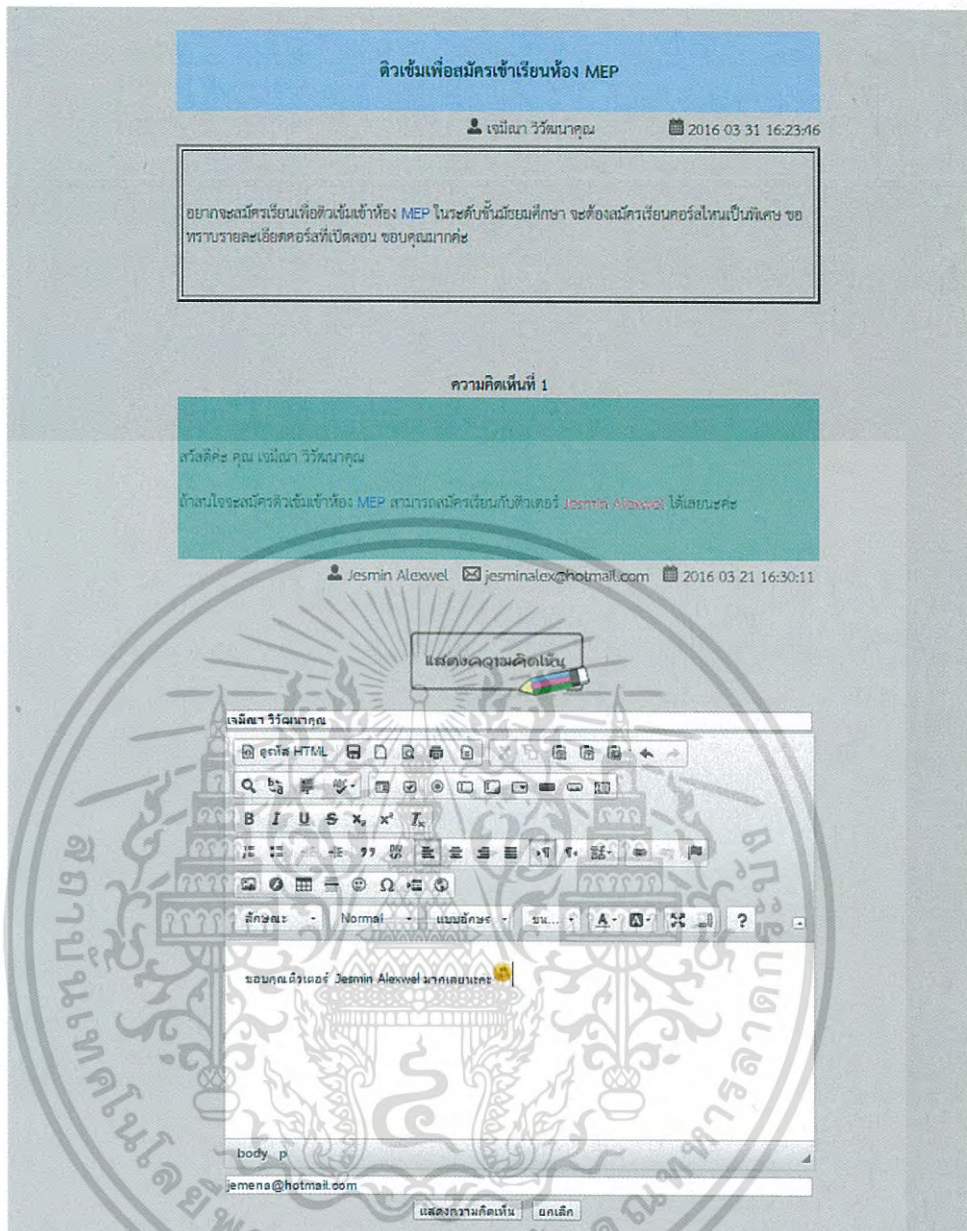 ติวเข้มเพื่อสมัครเข้าเรียนห้อง MEP
เจมีณา วิวัฒนาคุณ 2016 03 31 16:23:46
อยากจะสมัครเรียนเพื่อติวเข้มเข้าห้อง MEP ในระดับชั้นมัธยมศึกษา จะต้องสมัครเรียนคอร์สไหนเป็นพิเศษ ขอ
ทราบรายละเอียดคอร์สที่เปิดสอน ขอบคุณมากค่ะ
ความคิดเห็นที่ 1
สวัสดีค่ะ คุณ เจมีณา วิวัฒนาคุณ
ถ้าสนใจจะสมัครติวเข้มเข้าห้อง MEP สามารถสมัครเรียนกับติวเตอร์ Jesmin Alexwel ได้เลยนะคะ
Jesmin Alexwel jesminalex@hotmail.com 2016 03 21 16:30:11
แสดงความคิดเห็น
เจมีณา วิวัฒนาคุณ
ดูรหัส HTML
B I U S x₂ x² Tx
ลักษณะ Normal แบบอักษร ขน... A A ?
ขอบคุณติวเตอร์ Jesmin Alexwel มากเลยนะคะ
body p
jemena@hotmail.com
แสดงความคิดเห็น ยกเลิก
สถาบันเทคโนโลยี